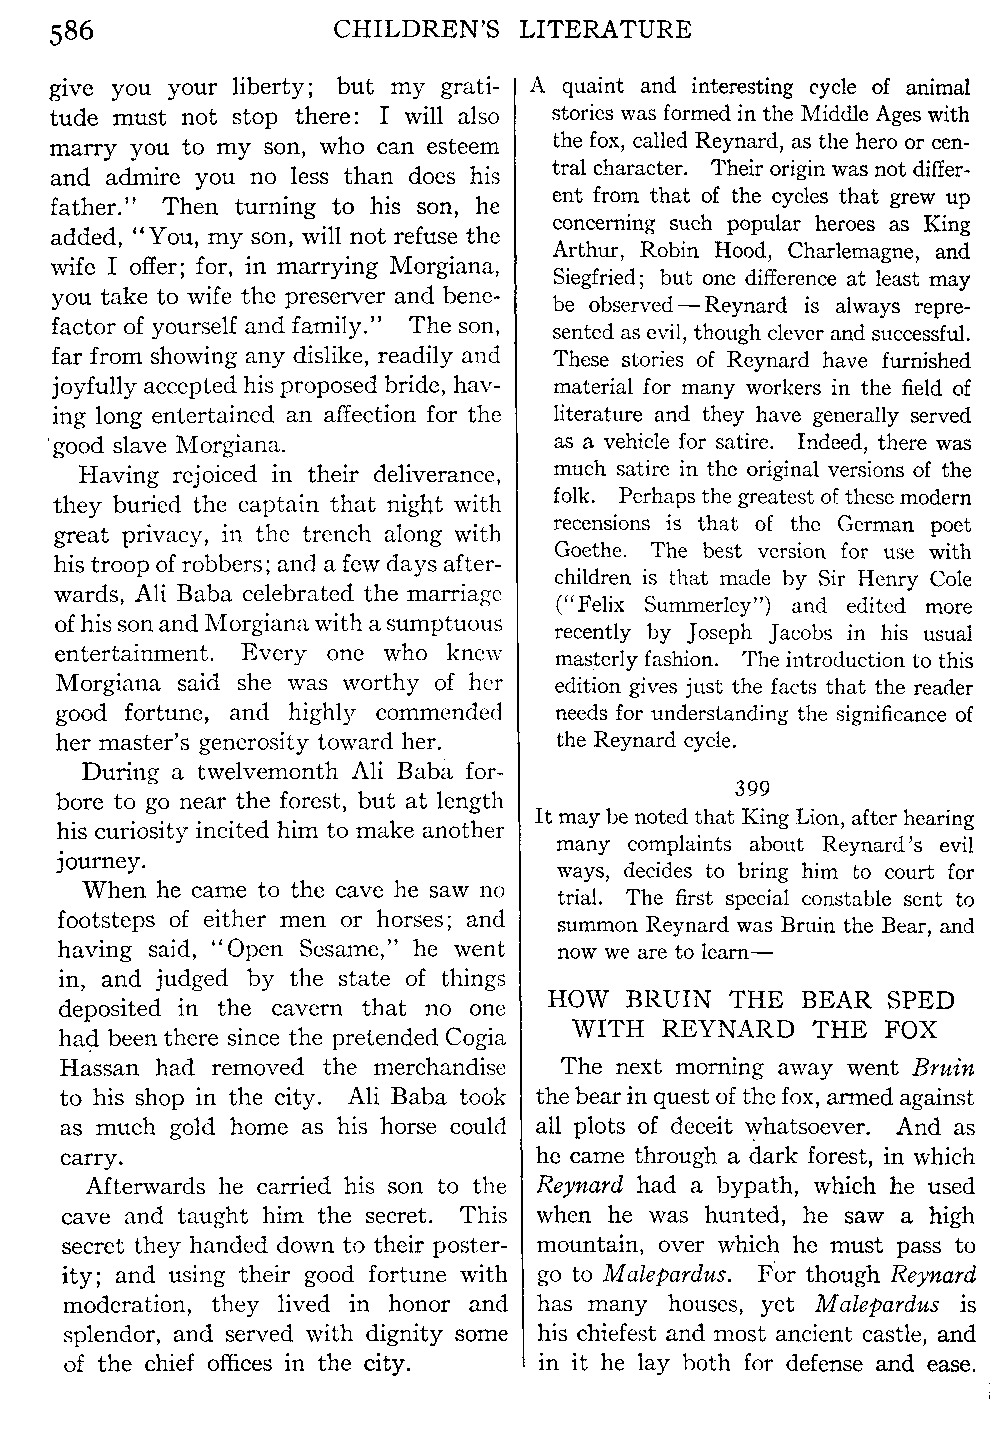 586 CHILDREN'S LITERATURE
give you your liberty; but my grati-
tude must not stop there: I will also
marry you to my son, who can esteem
and admire you no less than does his
father." Then turning to his son, he
added, "You, my son, will not refuse the
wife I offer; for, in marrying Morgiana,
you take to wife the preserver and bene-
factor of yourself and family." The son,
far from showing any dislike, readily and
joyfully accepted his proposed bride, hav-
ing long entertained an affection for the
good slave Morgiana.
Having rejoiced in their deliverance,
they buried the captain that night with
great privacy, in the trench along with
his troop of robbers; and a few days after-
wards, Ali Baba celebrated the marriage
of his son and Morgiana with a sumptuous
entertainment. Every one who knew
Morgiana said she was worthy of her
good fortune, and highly commended
her master's generosity toward her.
During a twelvemonth Ali Baba for-
bore to go near the forest, but at length
his curiosity incited him to make another
journey.
When he came to the cave he saw no
footsteps of either men or horses; and
having said, "Open Sesame," he went
in, and judged by the state of things
deposited in the cavern that no one
had been there since the pretended Cogia
Hassan had removed the merchandise
to his shop in the city. Ali Baba took
as much gold home as his horse could
carry.
Afterwards he carried his son to the
cave and taught him the secret. This
secret they handed down to their poster-
ity; and using their good fortune with
moderation, they lived in honor and
splendor, and served with dignity some
of the chief offices in the city.
A quaint and interesting cycle of animal
stories was formed in the Middle Ages with
the fox, called Reynard, as the hero or cen-
tral character. Their origin was not differ-
ent from that of the cycles that grew up
concerning such popular heroes as King
Arthur, Robin Hood, Charlemagne, and
Siegfried; but one difference at least may
be observed—Reynard is always repre-
sented as evil, though clever and successful.
These stories of Reynard have furnished
material for many workers in the field of
literature and they have generally served
as a vehicle for satire. Indeed, there was
much satire in the original versions of the
folk. Perhaps the greatest of these modern
recensions is that of the German poet
Goethe. The best version for use with
children is that made by Sir Henry Cole
("Felix Summerley") and edited more
recently by Joseph Jacobs in his usual
masterly fashion. The introduction to this
edition gives just the facts that the reader
needs for understanding the significance of
the Reynard cycle.
399
It may be noted that King Lion, after hearing
many complaints about Reynard's evil
ways, decides to bring him to court for
trial. The first special constable sent to
summon Reynard was Bruin the Bear, and
now we are to learn—
HOW BRUIN THE BEAR SPED
WITH REYNARD THE FOX
The next morning away went Bruin
the bear in quest of the fox, armed against
all plots of deceit whatsoever. And as
he came through a dark forest, in which
Reynard had a bypath, which he used
when he was hunted, he saw a high
mountain, over which he must pass to
go to Malepardus. For though Reynard
has many houses, yet Malepardus is
his chiefest and most ancient castle, and
in it he lay both for defense and ease.